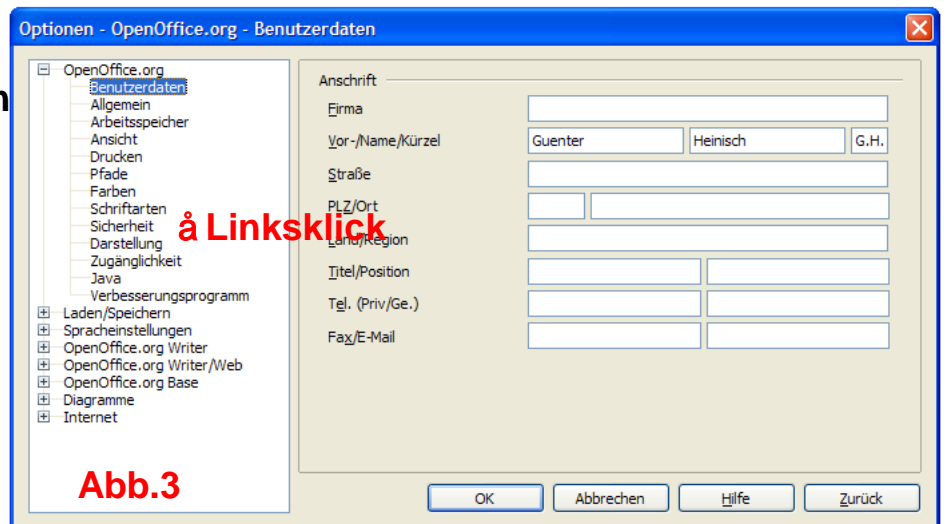 Optionen - OpenOffice.org - Benutzerdaten
n
OpenOffice.org
Benutzerdaten
Allgemein
Arbeitsspeicher
Ansicht
Drucken
Pfade
Farben
Schriftarten
Sicherheit
Darstellung
Zugänglichkeit
Java
Verbesserungsprogramm
Laden/Speichern
Spracheinstellungen
OpenOffice.org Writer
OpenOffice.org Writer/Web
OpenOffice.org Base
Diagramme
Internet
å Linksklick
Abb.3
Anschrift
Firma
Vor-/Name/Kürzel Guenter Heinisch G.H.
Straße
PLZ/Ort
Land/Region
Titel/Position
Tel. (Priv/Ge.)
Fax/E-Mail
OK Abbrechen Hilfe Zurück